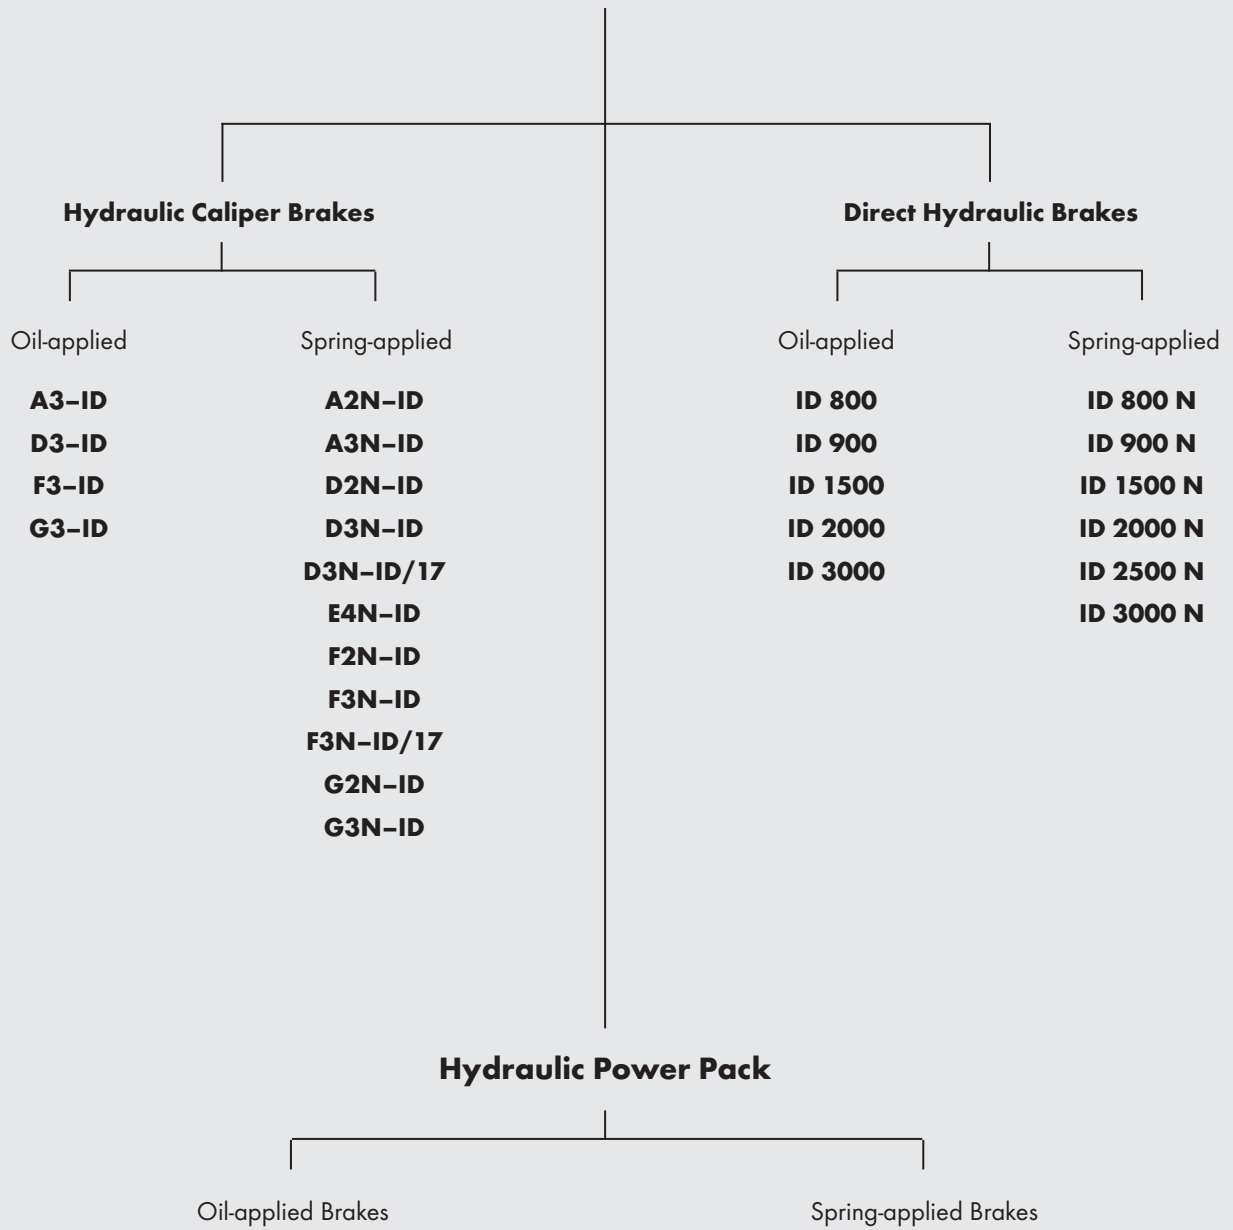 Hydraulic Caliper Brakes
Direct Hydraulic Brakes
Oil-applied
Spring-applied
A3–ID
D3–ID
F3–ID
G3–ID
A2N–ID
A3N–ID
D2N–ID
D3N–ID
D3N–ID/17
E4N–ID
F2N–ID
F3N–ID
F3N–ID/17
G2N–ID
G3N–ID
Oil-applied
Spring-applied
ID 800
ID 900
ID 1500
ID 2000
ID 3000
ID 800 N
ID 900 N
ID 1500 N
ID 2000 N
ID 2500 N
ID 3000 N
Hydraulic Power Pack
Oil-applied Brakes
Spring-applied Brakes